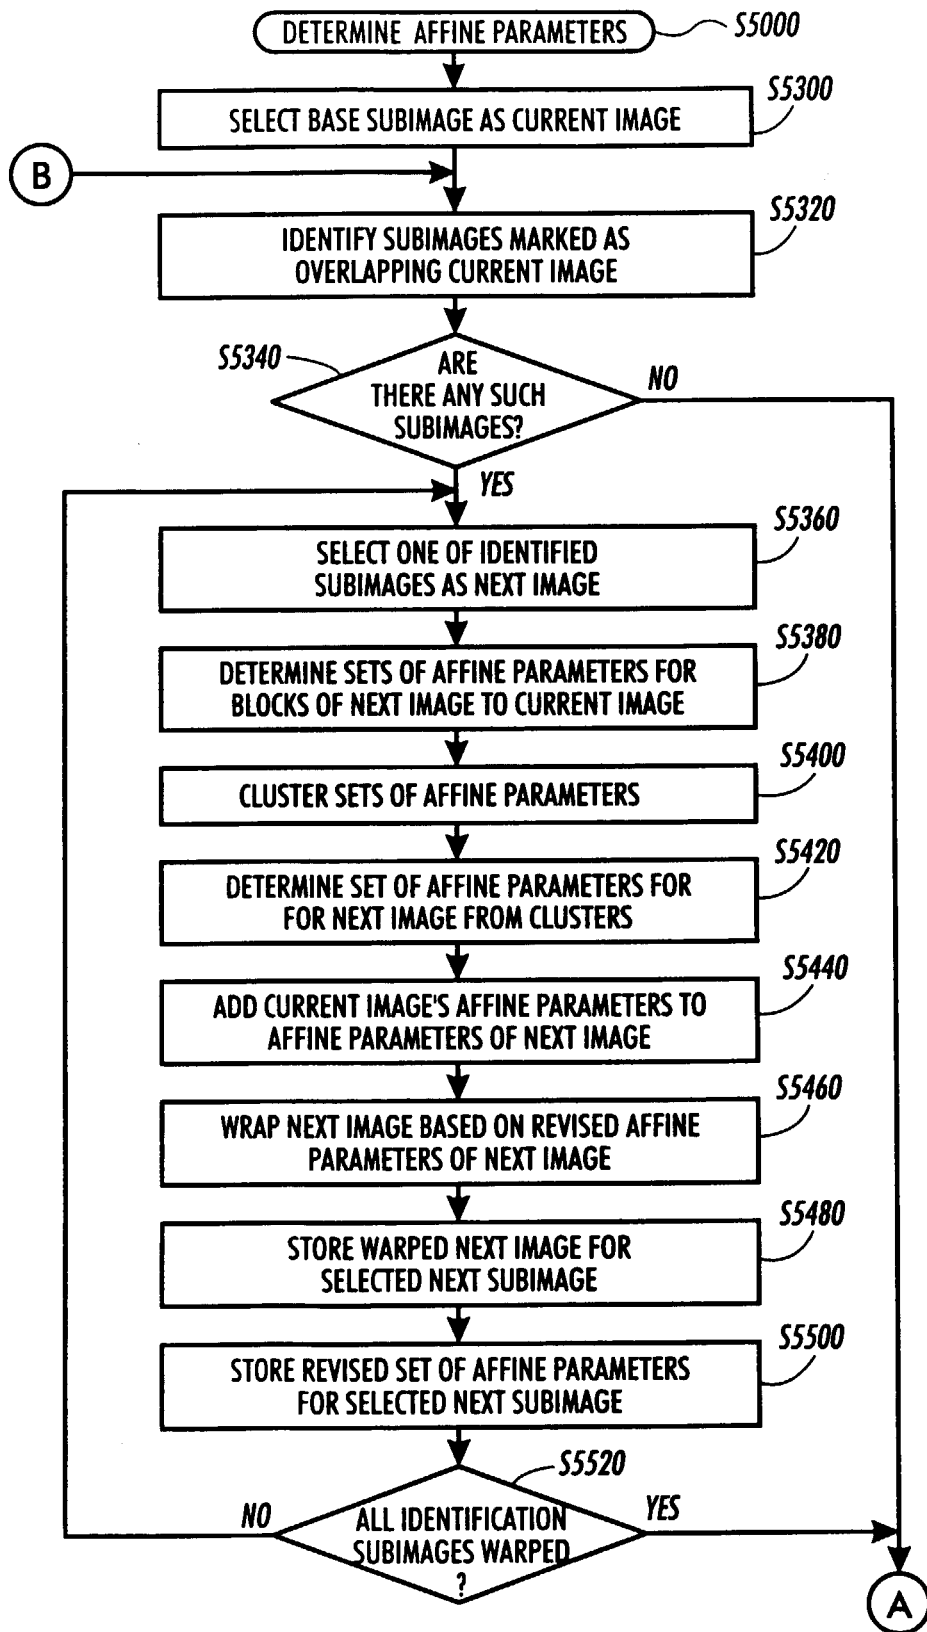 DETERMINE AFFINE PARAMETERS
S5000
S5300
SELECT BASE SUBIMAGE AS CURRENT IMAGE
B
S5320
IDENTIFY SUBIMAGES MARKED AS
OVERLAPPING CURRENT IMAGE
S5340
ARE
THERE ANY SUCH
SUBIMAGES?
NO
YES
S5360
SELECT ONE OF IDENTIFIED
SUBIMAGES AS NEXT IMAGE
S5380
DETERMINE SETS OF AFFINE PARAMETERS FOR
BLOCKS OF NEXT IMAGE TO CURRENT IMAGE
S5400
CLUSTER SETS OF AFFINE PARAMETERS
S5420
DETERMINE SET OF AFFINE PARAMETERS FOR
FOR NEXT IMAGE FROM CLUSTERS
S5440
ADD CURRENT IMAGE'S AFFINE PARAMETERS TO
AFFINE PARAMETERS OF NEXT IMAGE
S5460
WRAP NEXT IMAGE BASED ON REVISED AFFINE
PARAMETERS OF NEXT IMAGE
S5480
STORE WARPED NEXT IMAGE FOR
SELECTED NEXT SUBIMAGE
S5500
STORE REVISED SET OF AFFINE PARAMETERS
FOR SELECTED NEXT SUBIMAGE
S5520
NO
ALL IDENTIFICATION
SUBIMAGES WARPED
?
YES
A